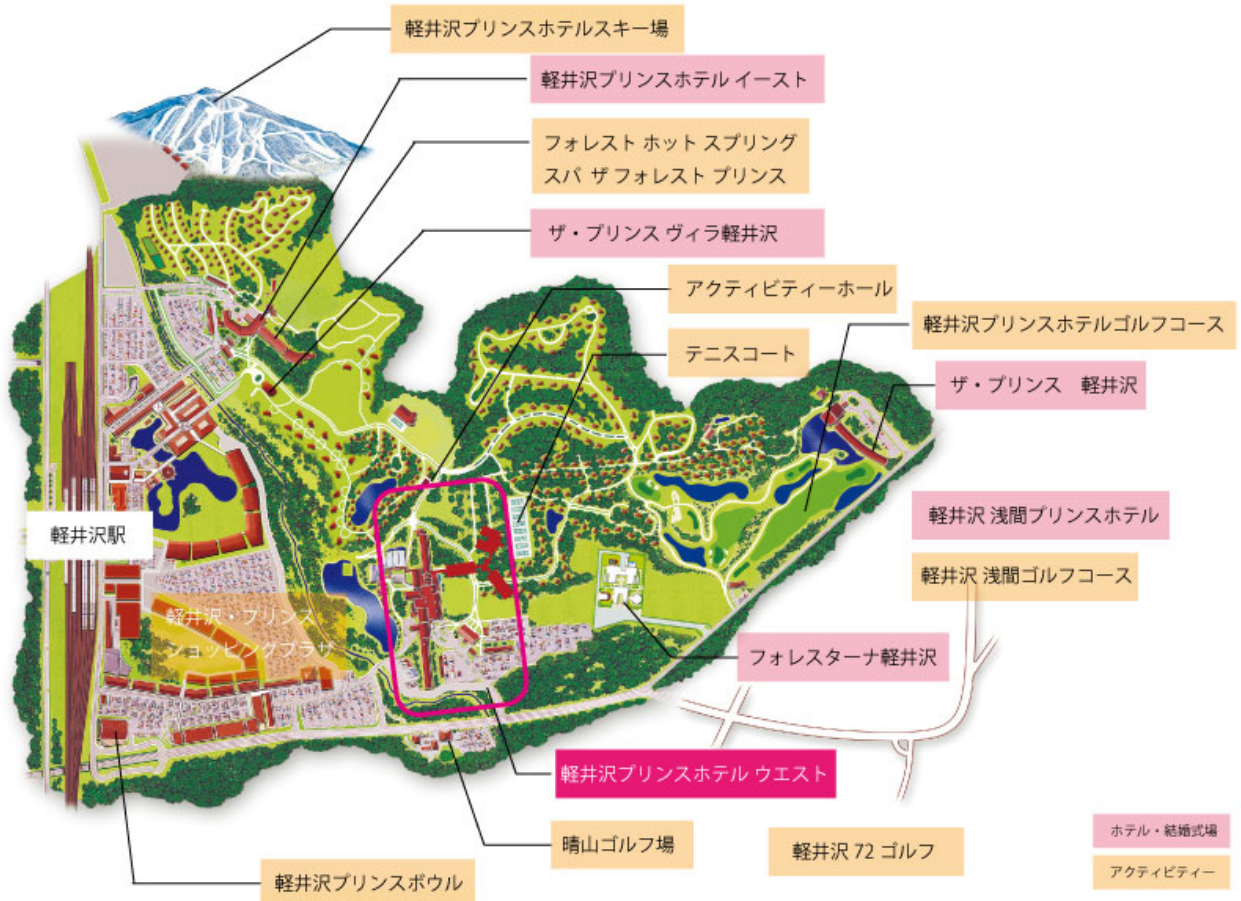 軽井沢プリンスホテルスキー場
軽井沢プリンスホテル イースト
フォレスト ホット スプリング
スパ ザ フォレスト プリンス
ザ・プリンス ヴィラ軽井沢
アクティビティーホール
軽井沢プリンスホテルゴルフコース
テニスコート
ザ・プリンス 軽井沢
軽井沢 浅間プリンスホテル
軽井沢駅
軽井沢 浅間ゴルフコース
軽井沢・プリンス
ショッピングプラザ
フォレスターナ軽井沢
軽井沢プリンスホテル ウエスト
晴山ゴルフ場
軽井沢 72 ゴルフ
軽井沢プリンスボウル
ホテル・結婚式場
アクティビティー